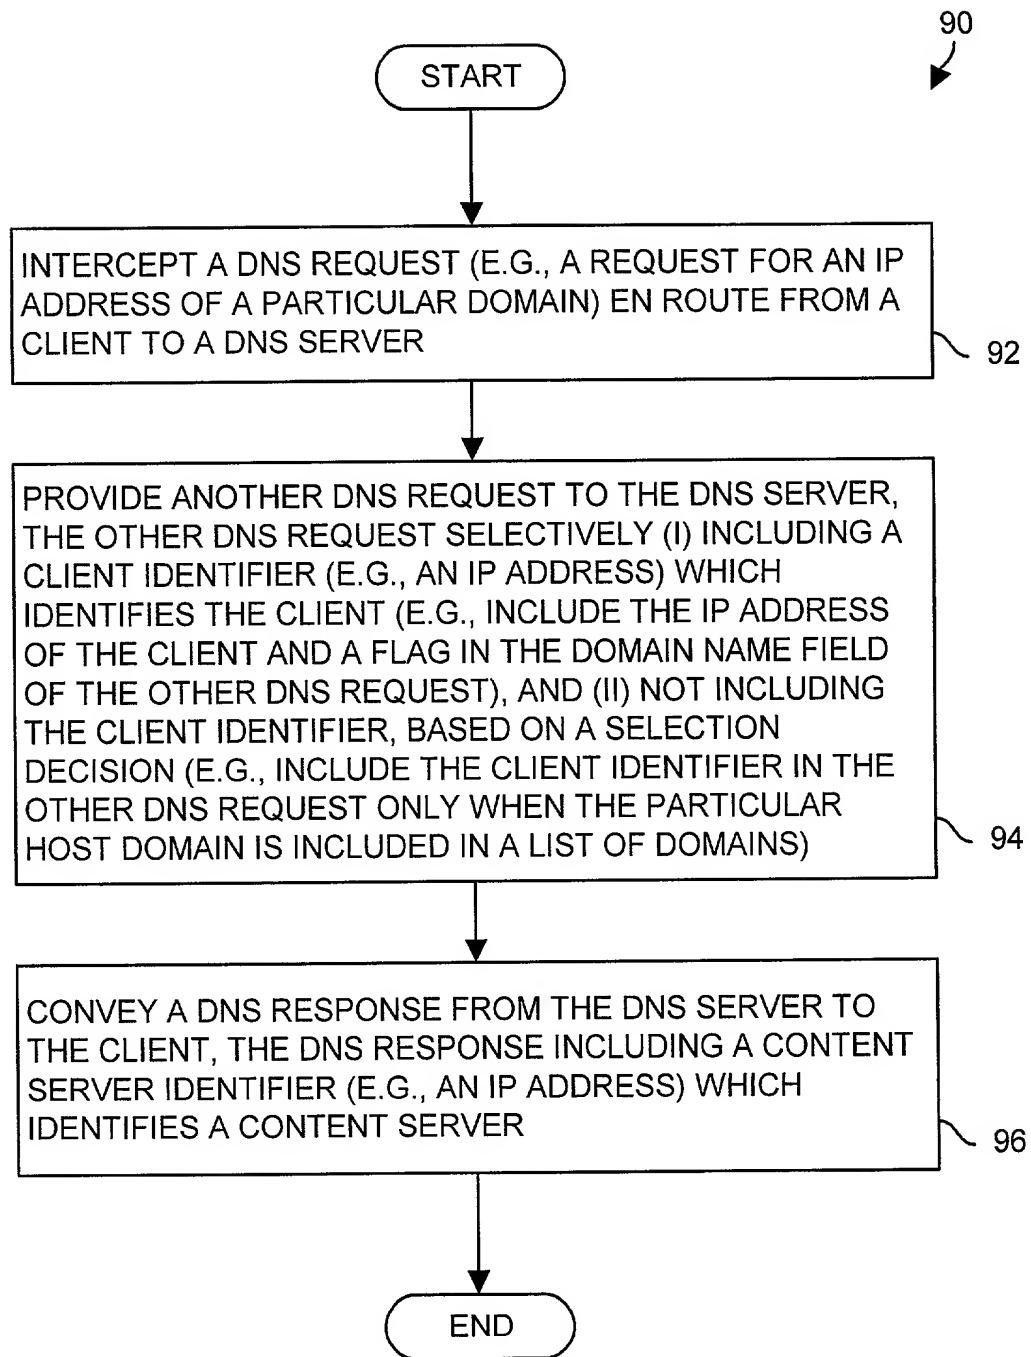 90
START
INTERCEPT A DNS REQUEST (E.G., A REQUEST FOR AN IP
ADDRESS OF A PARTICULAR DOMAIN) EN ROUTE FROM A
CLIENT TO A DNS SERVER
92
PROVIDE ANOTHER DNS REQUEST TO THE DNS SERVER,
THE OTHER DNS REQUEST SELECTIVELY (I) INCLUDING A
CLIENT IDENTIFIER (E.G., AN IP ADDRESS) WHICH
IDENTIFIES THE CLIENT (E.G., INCLUDE THE IP ADDRESS
OF THE CLIENT AND A FLAG IN THE DOMAIN NAME FIELD
OF THE OTHER DNS REQUEST), AND (II) NOT INCLUDING
THE CLIENT IDENTIFIER, BASED ON A SELECTION
DECISION (E.G., INCLUDE THE CLIENT IDENTIFIER IN THE
OTHER DNS REQUEST ONLY WHEN THE PARTICULAR
HOST DOMAIN IS INCLUDED IN A LIST OF DOMAINS)
94
CONVEY A DNS RESPONSE FROM THE DNS SERVER TO
THE CLIENT, THE DNS RESPONSE INCLUDING A CONTENT
SERVER IDENTIFIER (E.G., AN IP ADDRESS) WHICH
IDENTIFIES A CONTENT SERVER
96
END